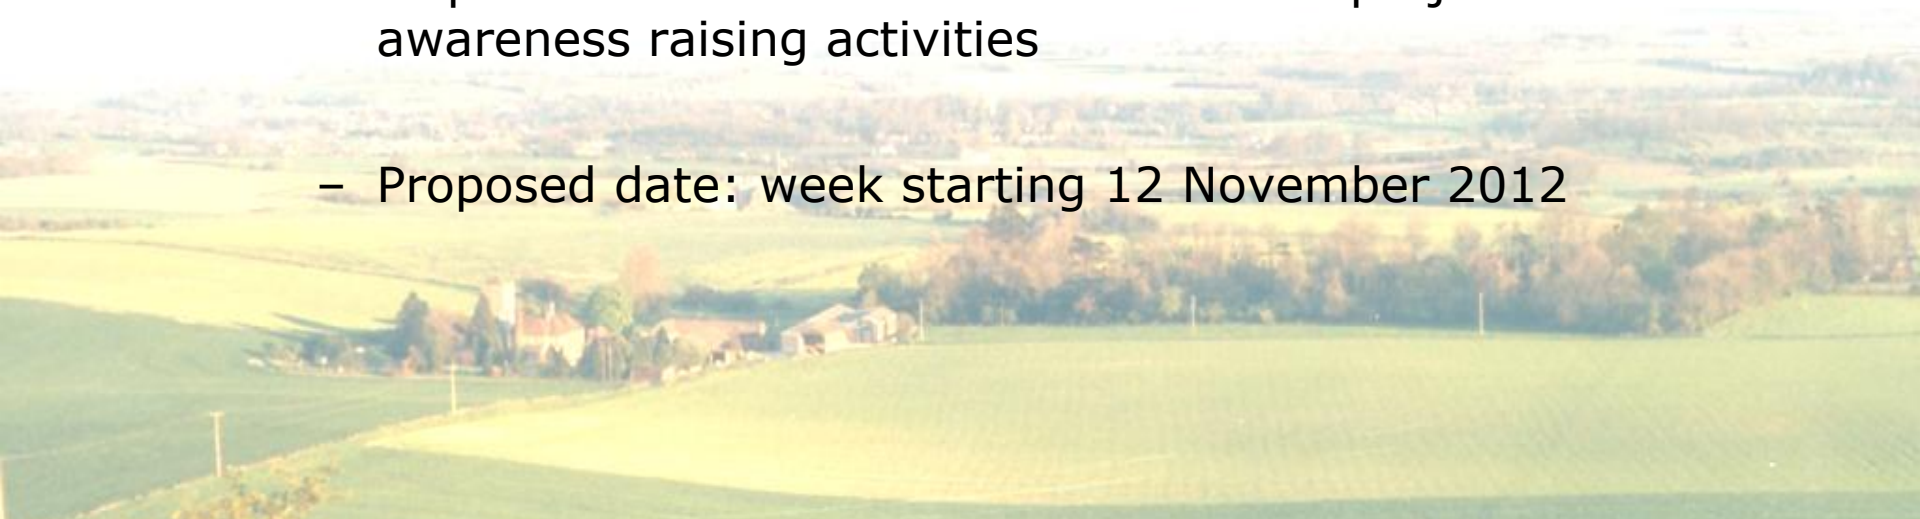 awareness raising activities
– Proposed date: week starting 12 November 2012